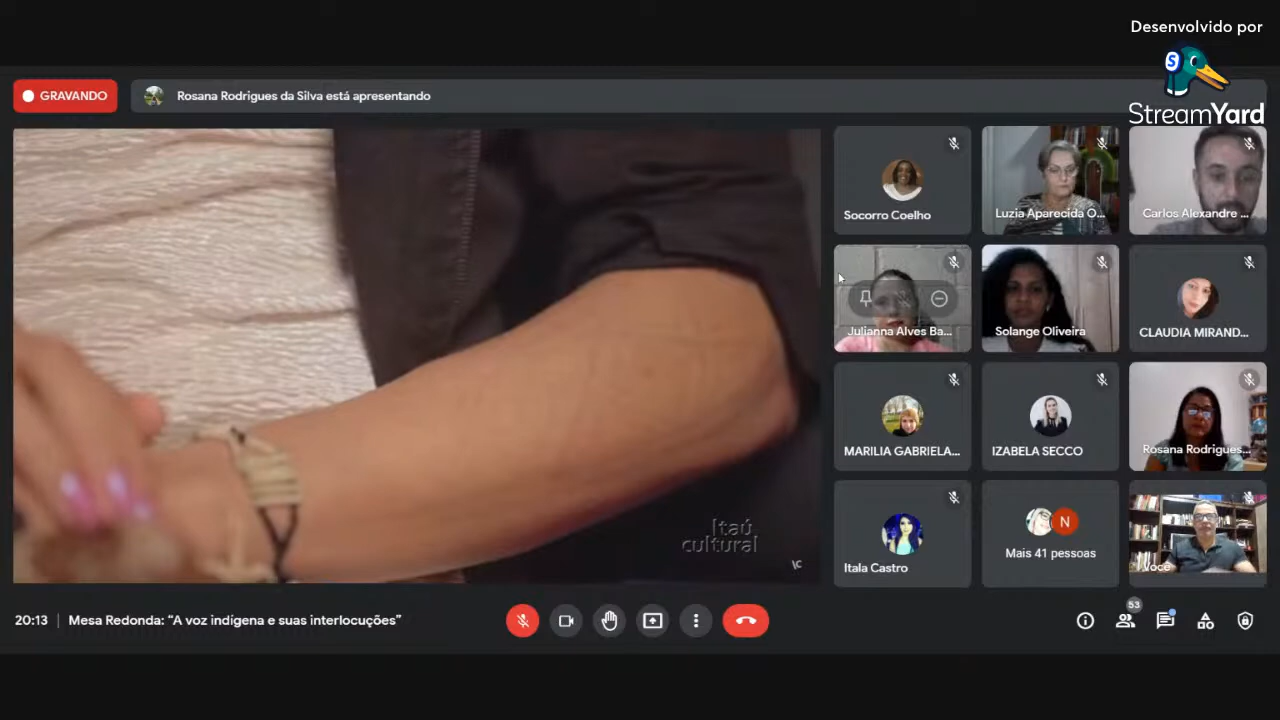 Desenvolvido por
StreamYard
GRAVANDO
Rosana Rodrigues da Silva está apresentando
Socorro Coelho
Luzia Aparecida O...
Carlos Alexandre ...
Julianna Alves Ba...
Solange Oliveira
CLAUDIA MIRAND...
MARILIA GABRIELA...
IZABELA SECCO
Rosana Rodrigues...
Itala Castro
N
Mais 41 pessoas
Você
Itaú
cultural
20:13 | Mesa Redonda: “A voz indígena e suas interlocuções”
53